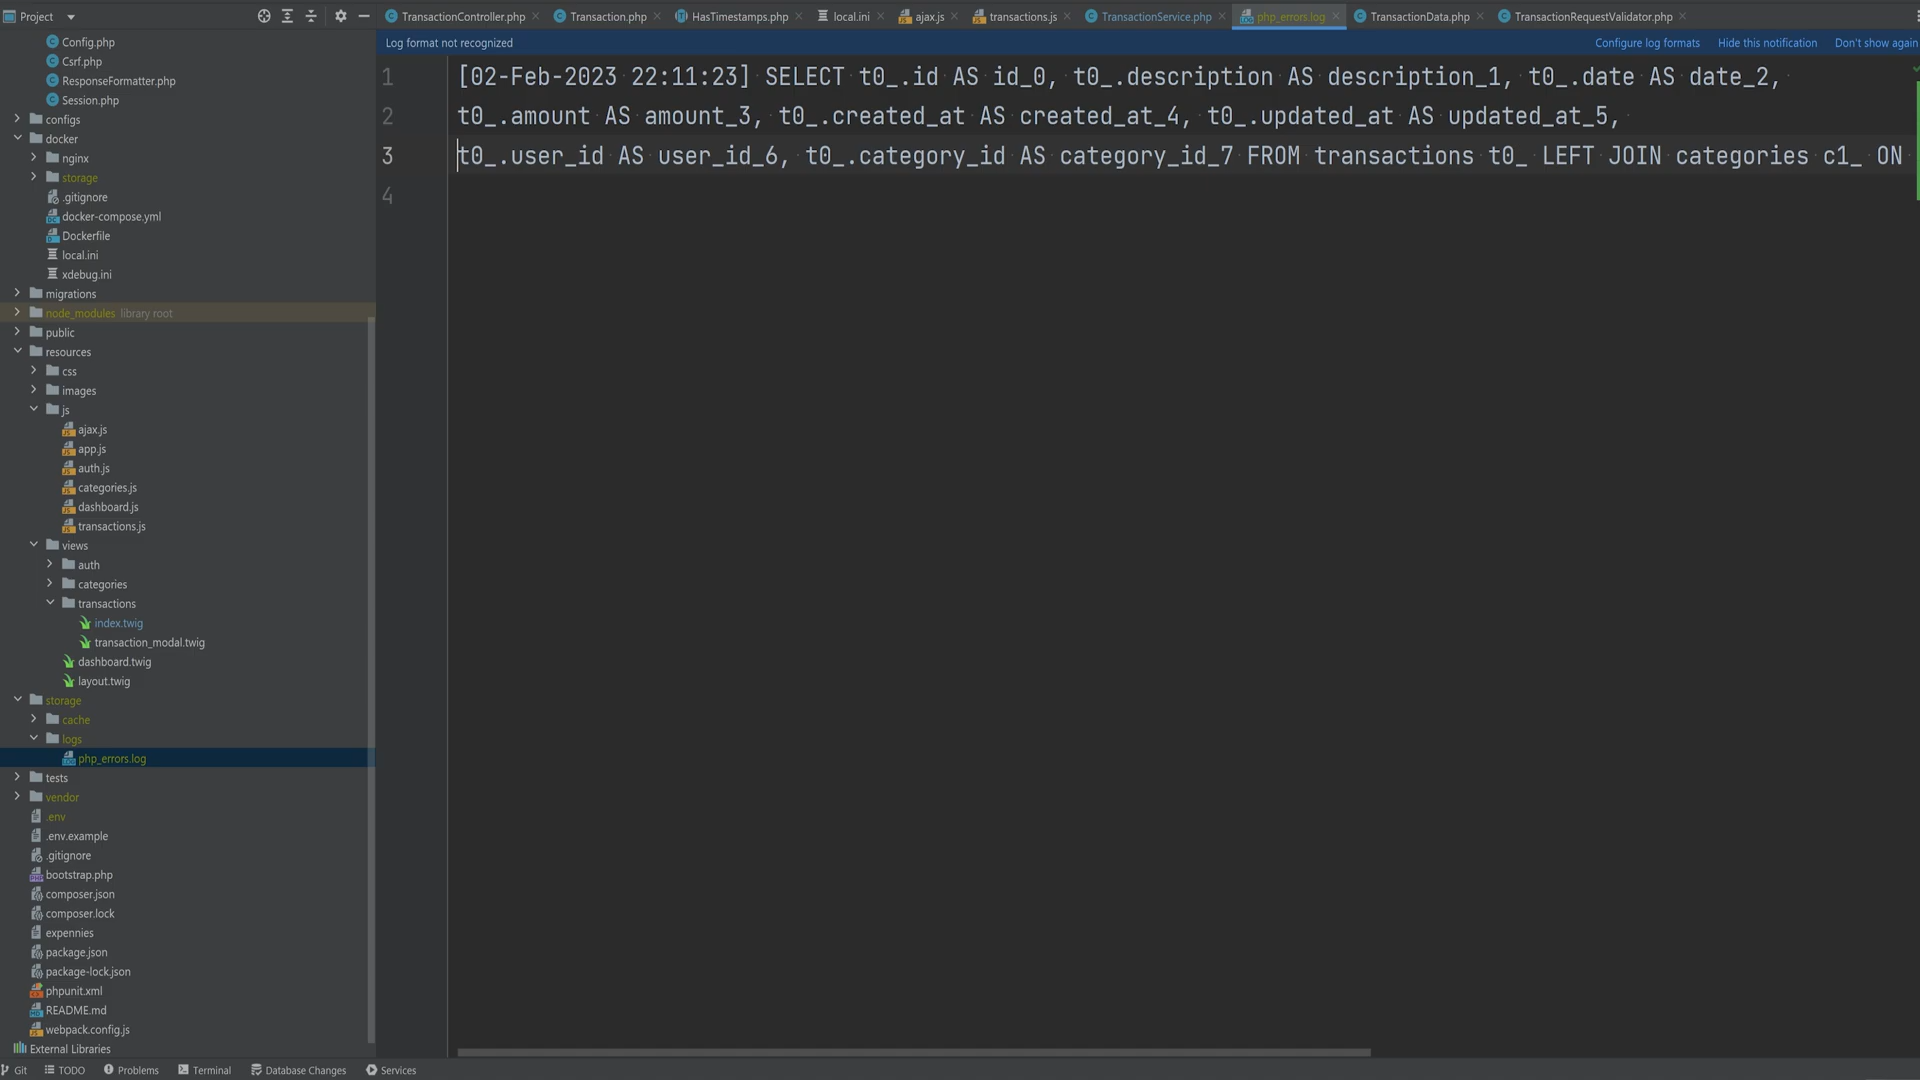 Project
TransactionController.php
Transaction.php
HasTimestamps.php
local.ini
ajax.js
transactions.js
TransactionService.php
php_errors.log
TransactionData.php
TransactionRequestValidator.php
Log format not recognized
Configure log formats
Hide this notification
Don't show again
Config.php
Csrf.php
ResponseFormatter.php
Session.php
configs
docker
nginx
storage
.gitignore
docker-compose.yml
Dockerfile
local.ini
xdebug.ini
migrations
node_modules library root
public
resources
css
images
js
ajax.js
app.js
auth.js
categories.js
dashboard.js
transactions.js
views
auth
categories
transactions
index.twig
transaction_modal.twig
dashboard.twig
layout.twig
storage
cache
logs
php_errors.log
tests
vendor
.env
.env.example
.gitignore
bootstrap.php
composer.json
composer.lock
expennies
package.json
package-lock.json
phpunit.xml
README.md
webpack.config.js
External Libraries
1 [02-Feb-2023 22:11:23] SELECT t0_.id AS id_0, t0_.description AS description_1, t0_.date AS date_2,
2 t0_.amount AS amount_3, t0_.created_at AS created_at_4, t0_.updated_at AS updated_at_5,
3 t0_.user_id AS user_id_6, t0_.category_id AS category_id_7 FROM transactions t0_ LEFT JOIN categories c1_ ON
4
Git
TODO
Problems
Terminal
Database Changes
Services